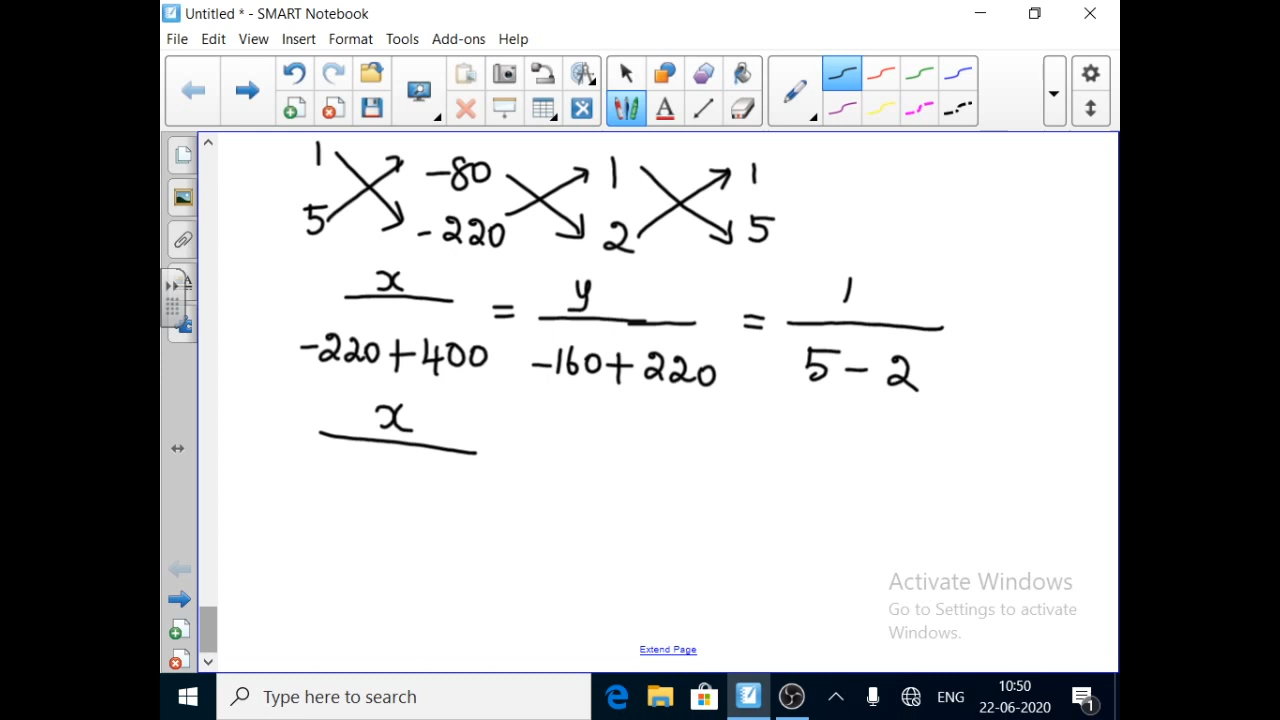 Untitled * - SMART Notebook
File Edit View Insert Format Tools Add-ons Help
1 -80 1 1
5 -220 2 5
x = y = 1
-220+400 -160+220 5-2
x
Activate Windows
Go to Settings to activate
Windows.
Extend Page
Type here to search
ENG
10:50
22-06-2020
1